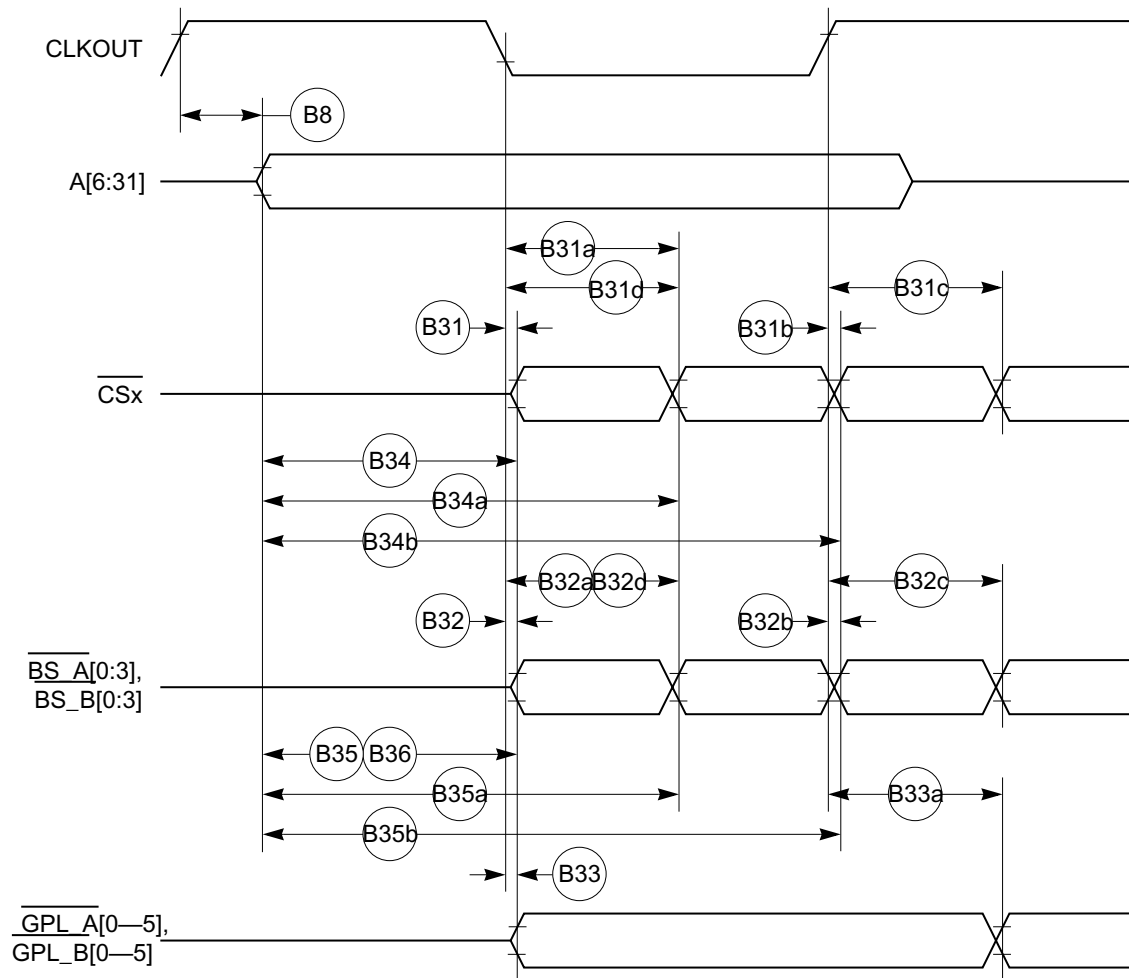 CLKOUT
B8
A[6:31]
B31a
B31d
B31c
B31
B31b
CSx
B34
B34a
B34b
B32a B32d
B32c
B32
B32b
BS_A[0:3],
BS_B[0:3]
B35 B36
B35a
B33a
B35b
B33
GPL_A[0—5],
GPL_B[0—5]